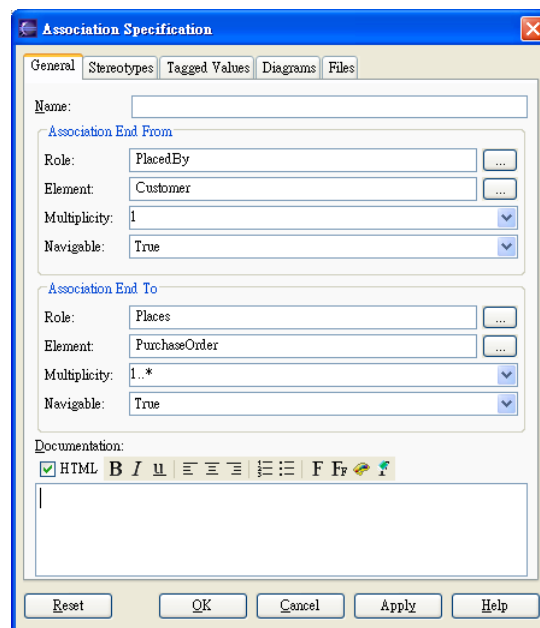 Association Specification
General Stereotypes Tagged Values Diagrams Files
Name:
Association End From
Role: PlacedBy ...
Element: Customer ...
Multiplicity: 1
Navigable: True
Association End To
Role: Places ...
Element: PurchaseOrder ...
Multiplicity: 1..*
Navigable: True
Documentation:
HTML B I u F FF
Reset OK Cancel Apply Help